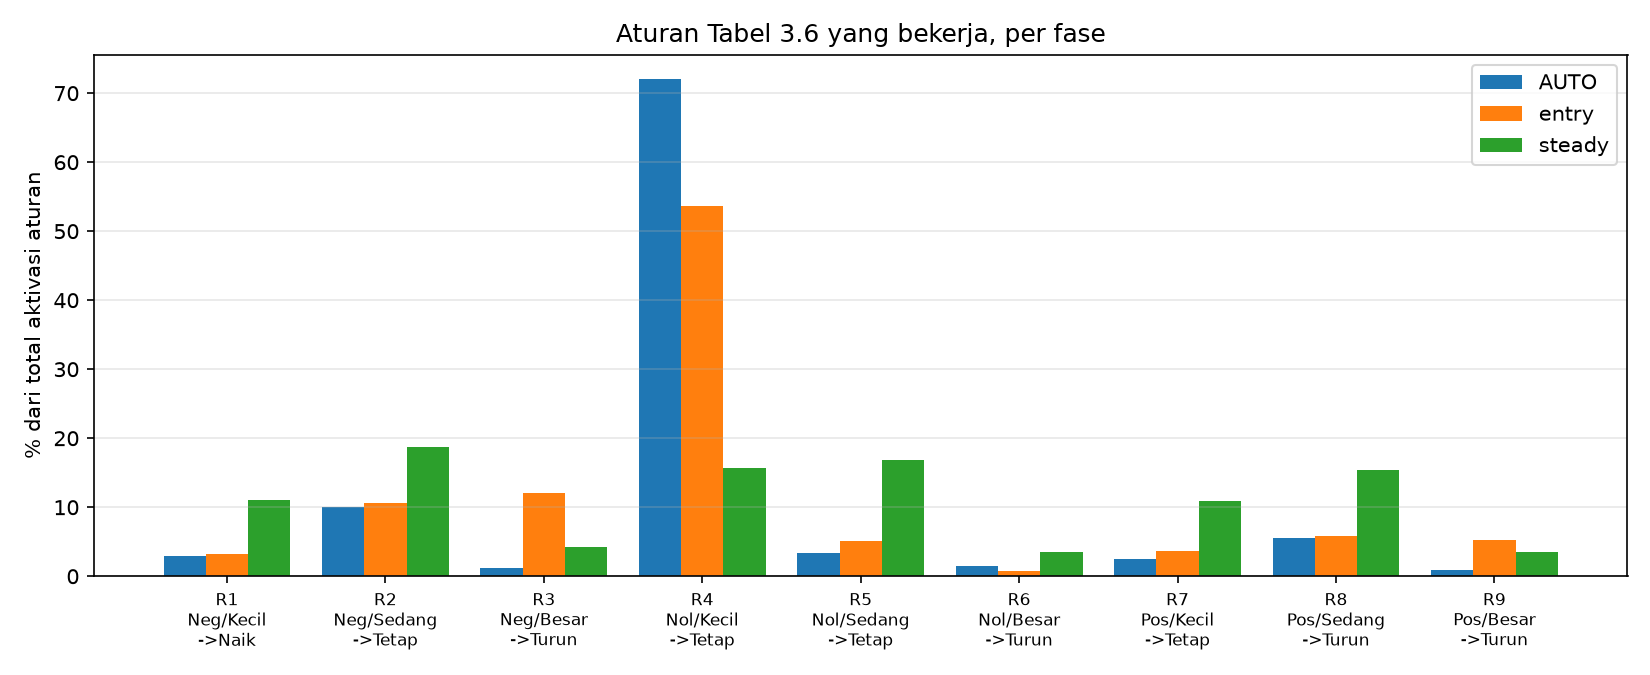 Aturan Tabel 3.6 yang bekerja, per fase
% dari total aktivasi aturan
70
60
50
40
30
20
10
0
AUTO
entry
steady
R1
Neg/Kecil
->Naik
R2
Neg/Sedang
->Tetap
R3
Neg/Besar
->Turun
R4
Nol/Kecil
->Tetap
R5
Nol/Sedang
->Tetap
R6
Nol/Besar
->Turun
R7
Pos/Kecil
->Tetap
R8
Pos/Sedang
->Turun
R9
Pos/Besar
->Turun